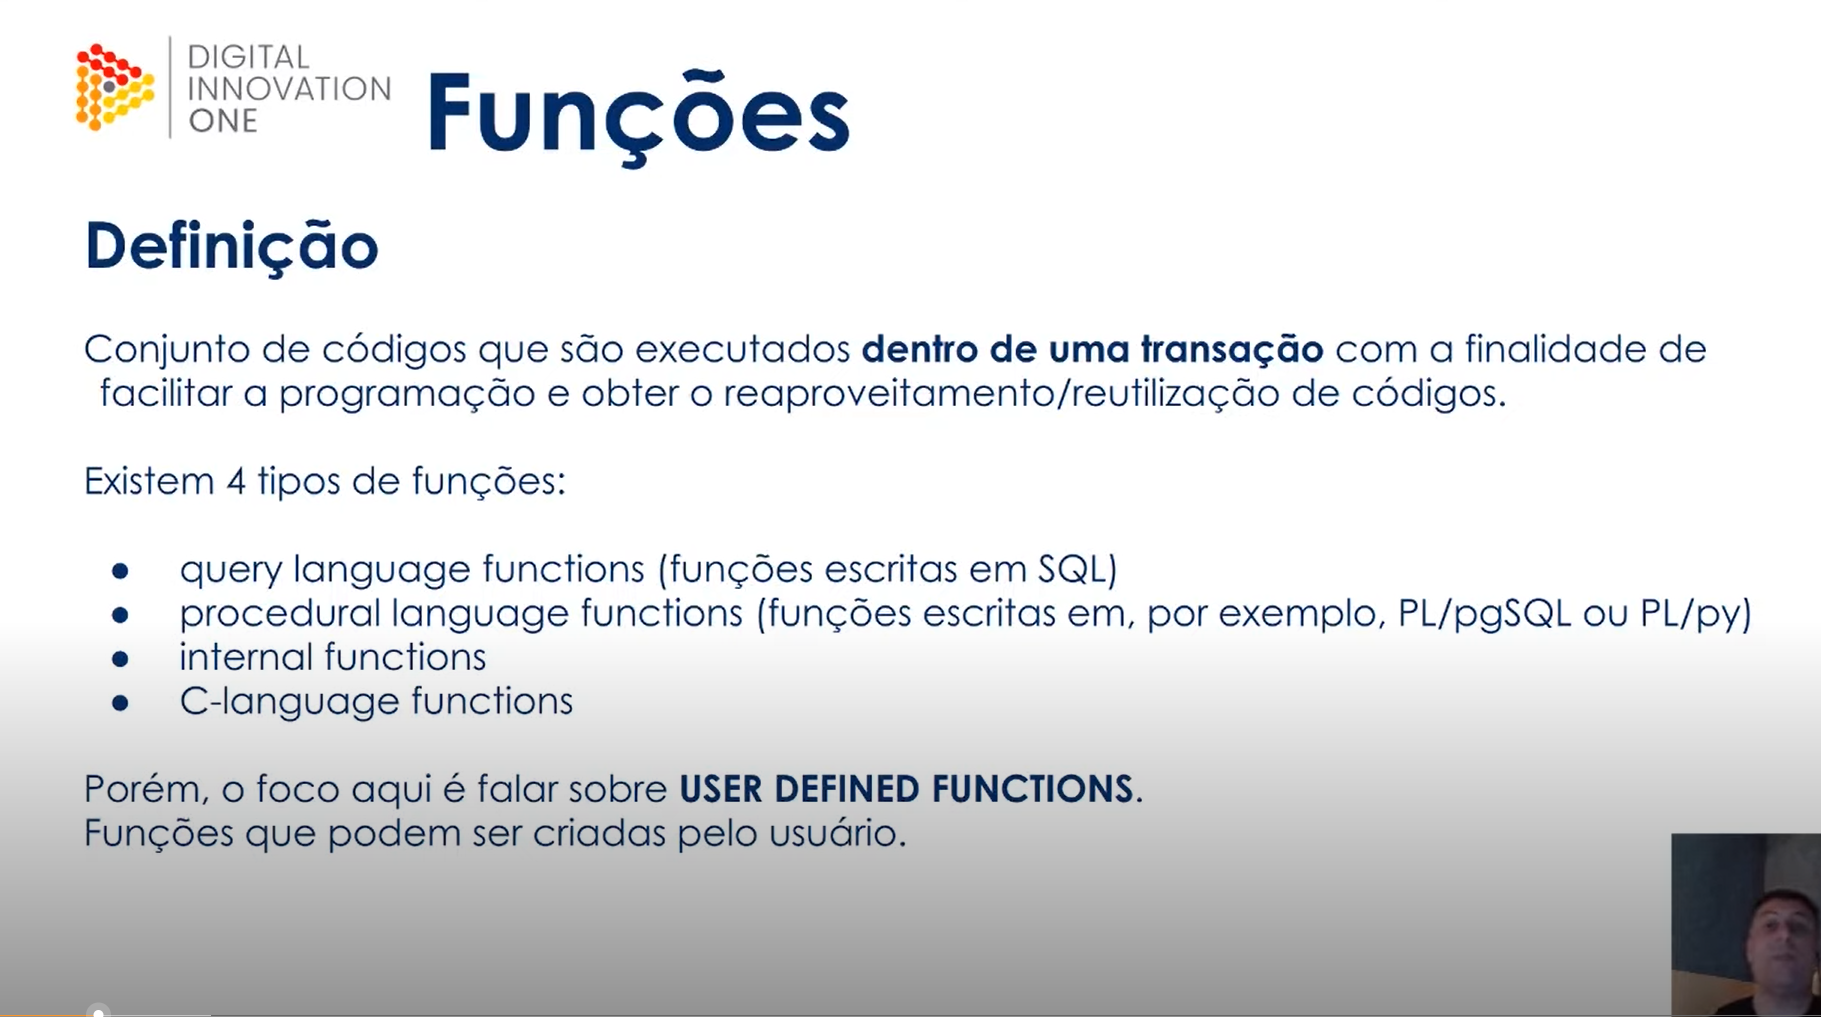 DIGITAL
INNOVATION
ONE
Funções
Definição
Conjunto de códigos que são executados dentro de uma transação com a finalidade de
facilitar a programação e obter o reaproveitamento/reutilização de códigos.
Existem 4 tipos de funções:
● query language functions (funções escritas em SQL)
● procedural language functions (funções escritas em, por exemplo, PL/pgSQL ou PL/py)
● internal functions
● C-language functions
Porém, o foco aqui é falar sobre USER DEFINED FUNCTIONS.
Funções que podem ser criadas pelo usuário.